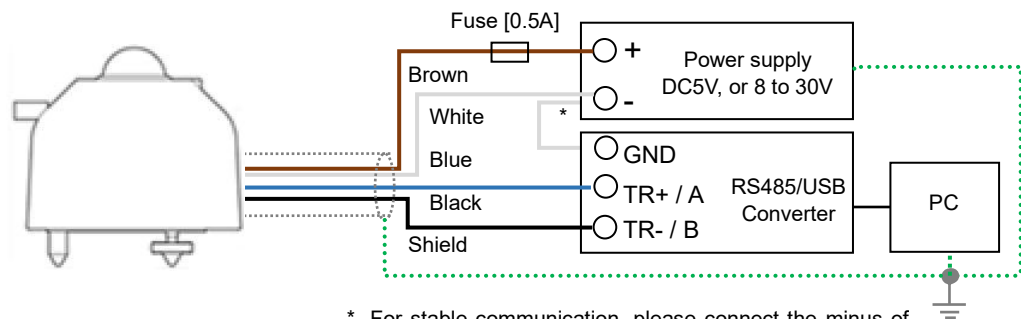 Fuse [0.5A]
+
Power supply
DC5V, or 8 to 30V
Brown
-
White
*
GND
Blue
TR+ / A
RS485/USB
Converter
PC
Black
TR- / B
Shield
* For stable communication, please connect the minus of